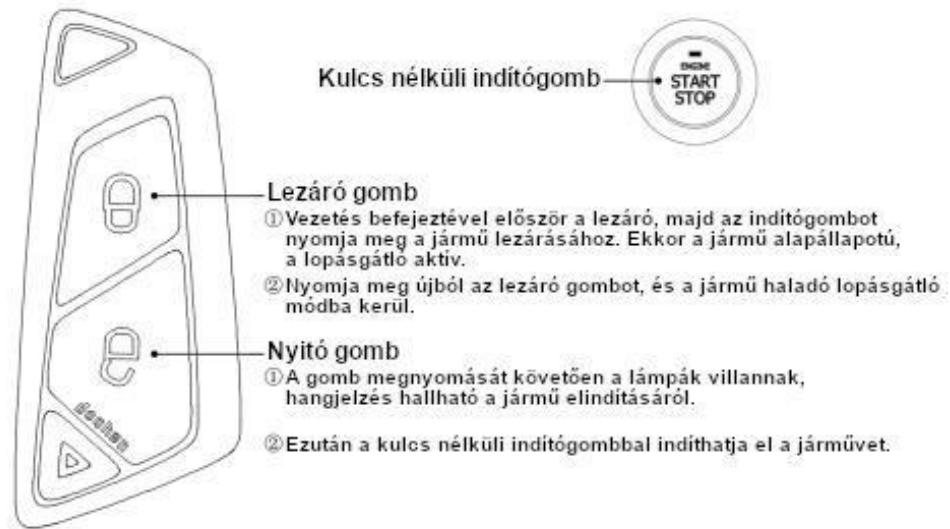 Kulcs nélküli indítógomb
ENGINE
START
STOP
Lezáró gomb
①Vezetés befejeztével először a lezáró, majd az indítógombot
nyomja meg a jármű lezárásához. Ekkor a jármű alapállapotú,
a lopásgátló aktív.
②Nyomja meg újból az lezáró gombot, és a jármű haladó lopásgátló
módba kerül.
Nyitó gomb
①A gomb megnyomását követően a lámpák villannak,
hangjelzés hallható a jármű elindításáról.
②Ezután a kulcs nélküli indítógombbal indíthatja el a járművet.